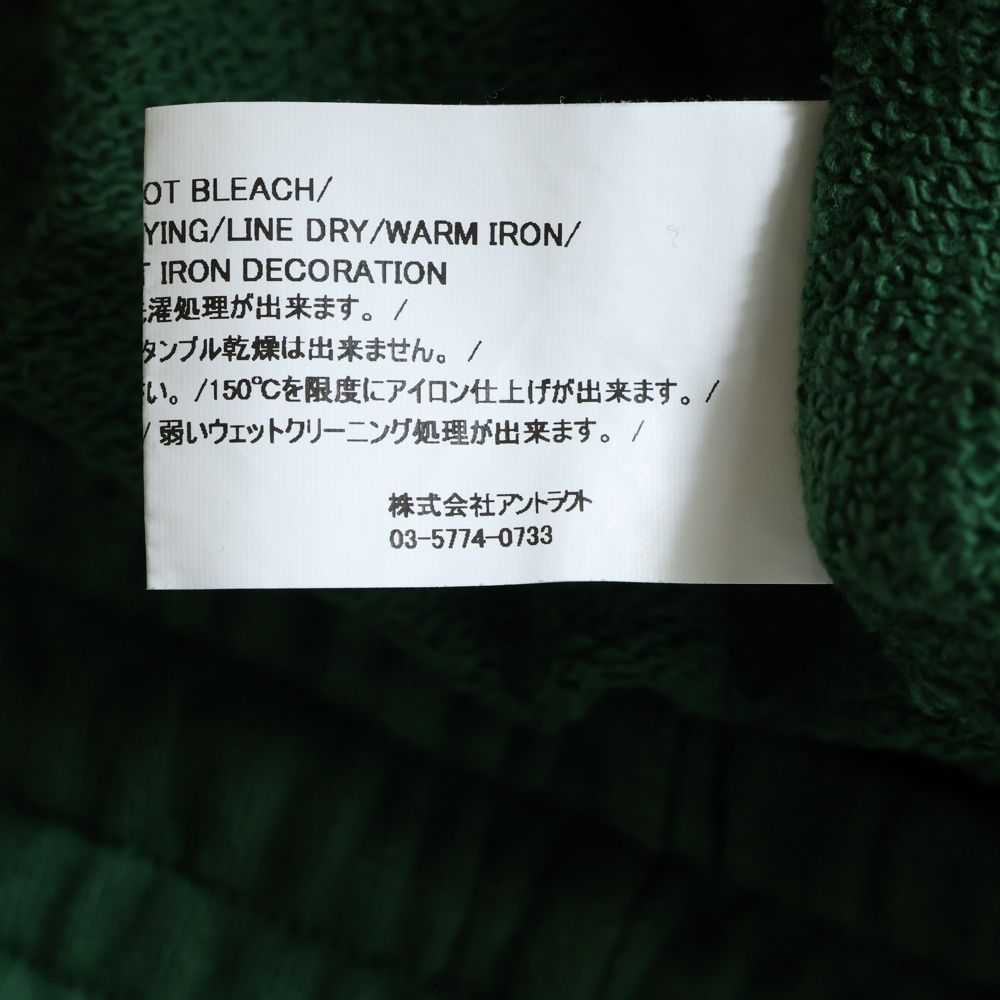 OT BLEACH/
YING/LINE DRY/WARM IRON/
IRON DECORATION
濯処理が出来ます。 /
タンブル乾燥は出来ません。 /
い。/150℃を限度にアイロン仕上げが出来ます。 /
/ 弱いウェットクリーニング処理が出来ます。 /
株式会社アントラクト
03-5774-0733